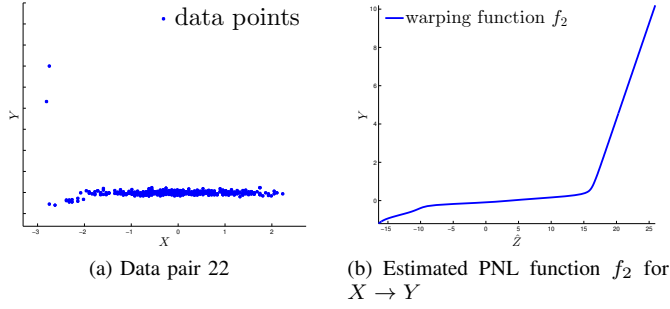 data points
Y
-3
-2
-1
0
1
2
X
(a) Data pair 22
10
8
6
4
2
0
warping function f₂
Y
-15
-10
-5
0
5
10
15
20
25
Ẑ
(b) Estimated PNL function f₂ for
X → Y